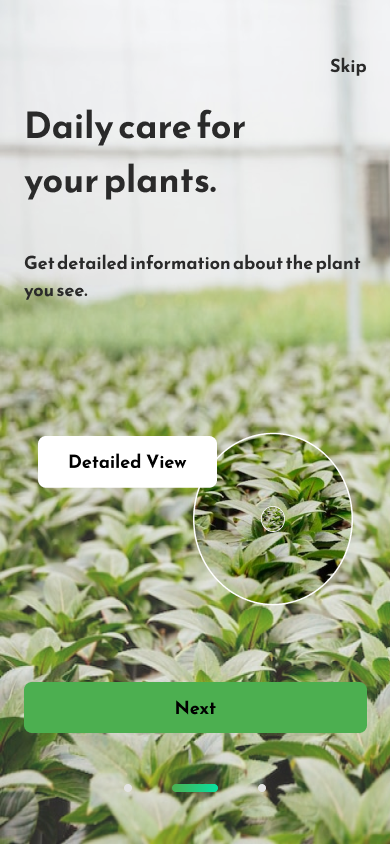 Skip
Daily care for
your plants.
Get detailed information about the plant
you see.
Detailed View
Next